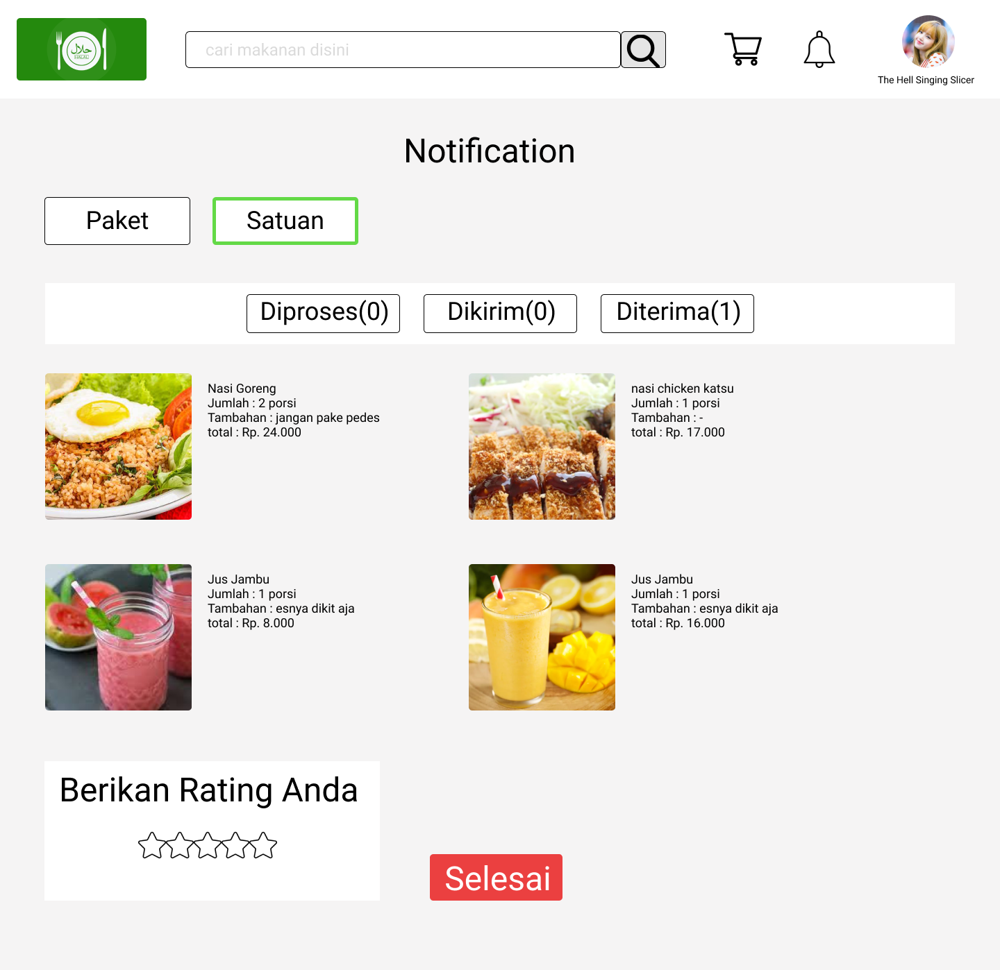 حلال
HALAL
cari makanan disini
The Hell Singing Slicer
Notification
Paket
Satuan
Diproses(0)
Dikirim(0)
Diterima(1)
Nasi Goreng
Jumlah : 2 porsi
Tambahan : jangan pake pedes
total : Rp. 24.000
nasi chicken katsu
Jumlah : 1 porsi
Tambahan : -
total : Rp. 17.000
Jus Jambu
Jumlah : 1 porsi
Tambahan : esnya dikit aja
total : Rp. 8.000
Jus Jambu
Jumlah : 1 porsi
Tambahan : esnya dikit aja
total : Rp. 16.000
Berikan Rating Anda
Selesai